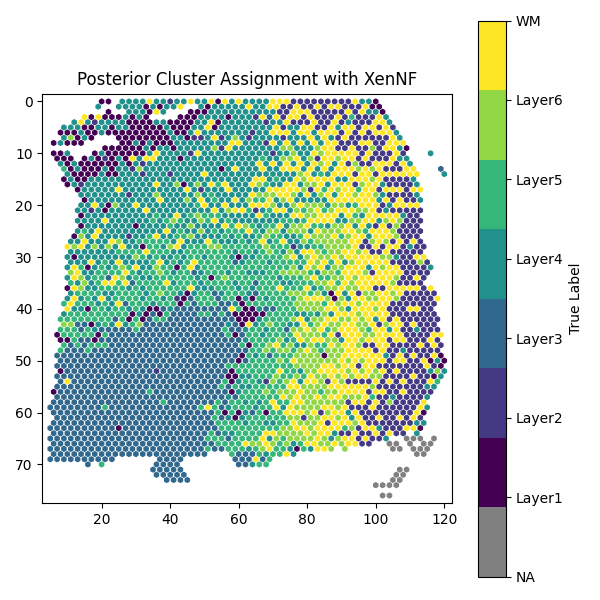 Posterior Cluster Assignment with XenNF
0
10
20
30
40
50
60
70
20
40
60
80
100
120
WM
Layer6
Layer5
Layer4
Layer3
Layer2
Layer1
NA
True Label